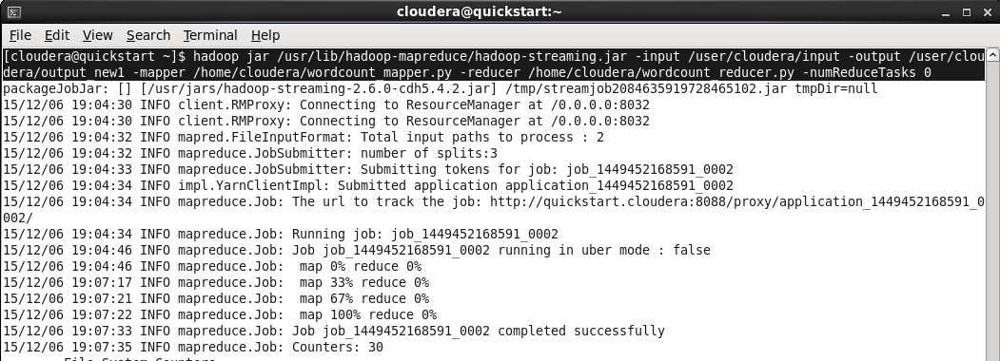 cloudera@quickstart:~
File Edit View Search Terminal Help
[cloudera@quickstart ~]$ hadoop jar /usr/lib/hadoop-mapreduce/hadoop-streaming.jar -input /user/cloudera/input -output /user/clou
dera/output_new1 -mapper /home/cloudera/wordcount_mapper.py -reducer /home/cloudera/wordcount_reducer.py -numReduceTasks 0
packageJobJar: [] [/usr/jars/hadoop-streaming-2.6.0-cdh5.4.2.jar] /tmp/streamjob2084635919728465102.jar tmpDir=null
15/12/06 19:04:30 INFO client.RMProxy: Connecting to ResourceManager at /0.0.0.0:8032
15/12/06 19:04:30 INFO client.RMProxy: Connecting to ResourceManager at /0.0.0.0:8032
15/12/06 19:04:32 INFO mapred.FileInputFormat: Total input paths to process : 2
15/12/06 19:04:32 INFO mapreduce.JobSubmitter: number of splits:3
15/12/06 19:04:33 INFO mapreduce.JobSubmitter: Submitting tokens for job: job_1449452168591_0002
15/12/06 19:04:34 INFO impl.YarnClientImpl: Submitted application application_1449452168591_0002
15/12/06 19:04:34 INFO mapreduce.Job: The url to track the job: http://quickstart.cloudera:8088/proxy/application_1449452168591_0
002/
15/12/06 19:04:34 INFO mapreduce.Job: Running job: job_1449452168591_0002
15/12/06 19:04:46 INFO mapreduce.Job: Job job_1449452168591_0002 running in uber mode : false
15/12/06 19:04:46 INFO mapreduce.Job:  map 0% reduce 0%
15/12/06 19:07:17 INFO mapreduce.Job:  map 33% reduce 0%
15/12/06 19:07:21 INFO mapreduce.Job:  map 67% reduce 0%
15/12/06 19:07:22 INFO mapreduce.Job:  map 100% reduce 0%
15/12/06 19:07:33 INFO mapreduce.Job: Job job_1449452168591_0002 completed successfully
15/12/06 19:07:35 INFO mapreduce.Job: Counters: 30
File System Counters